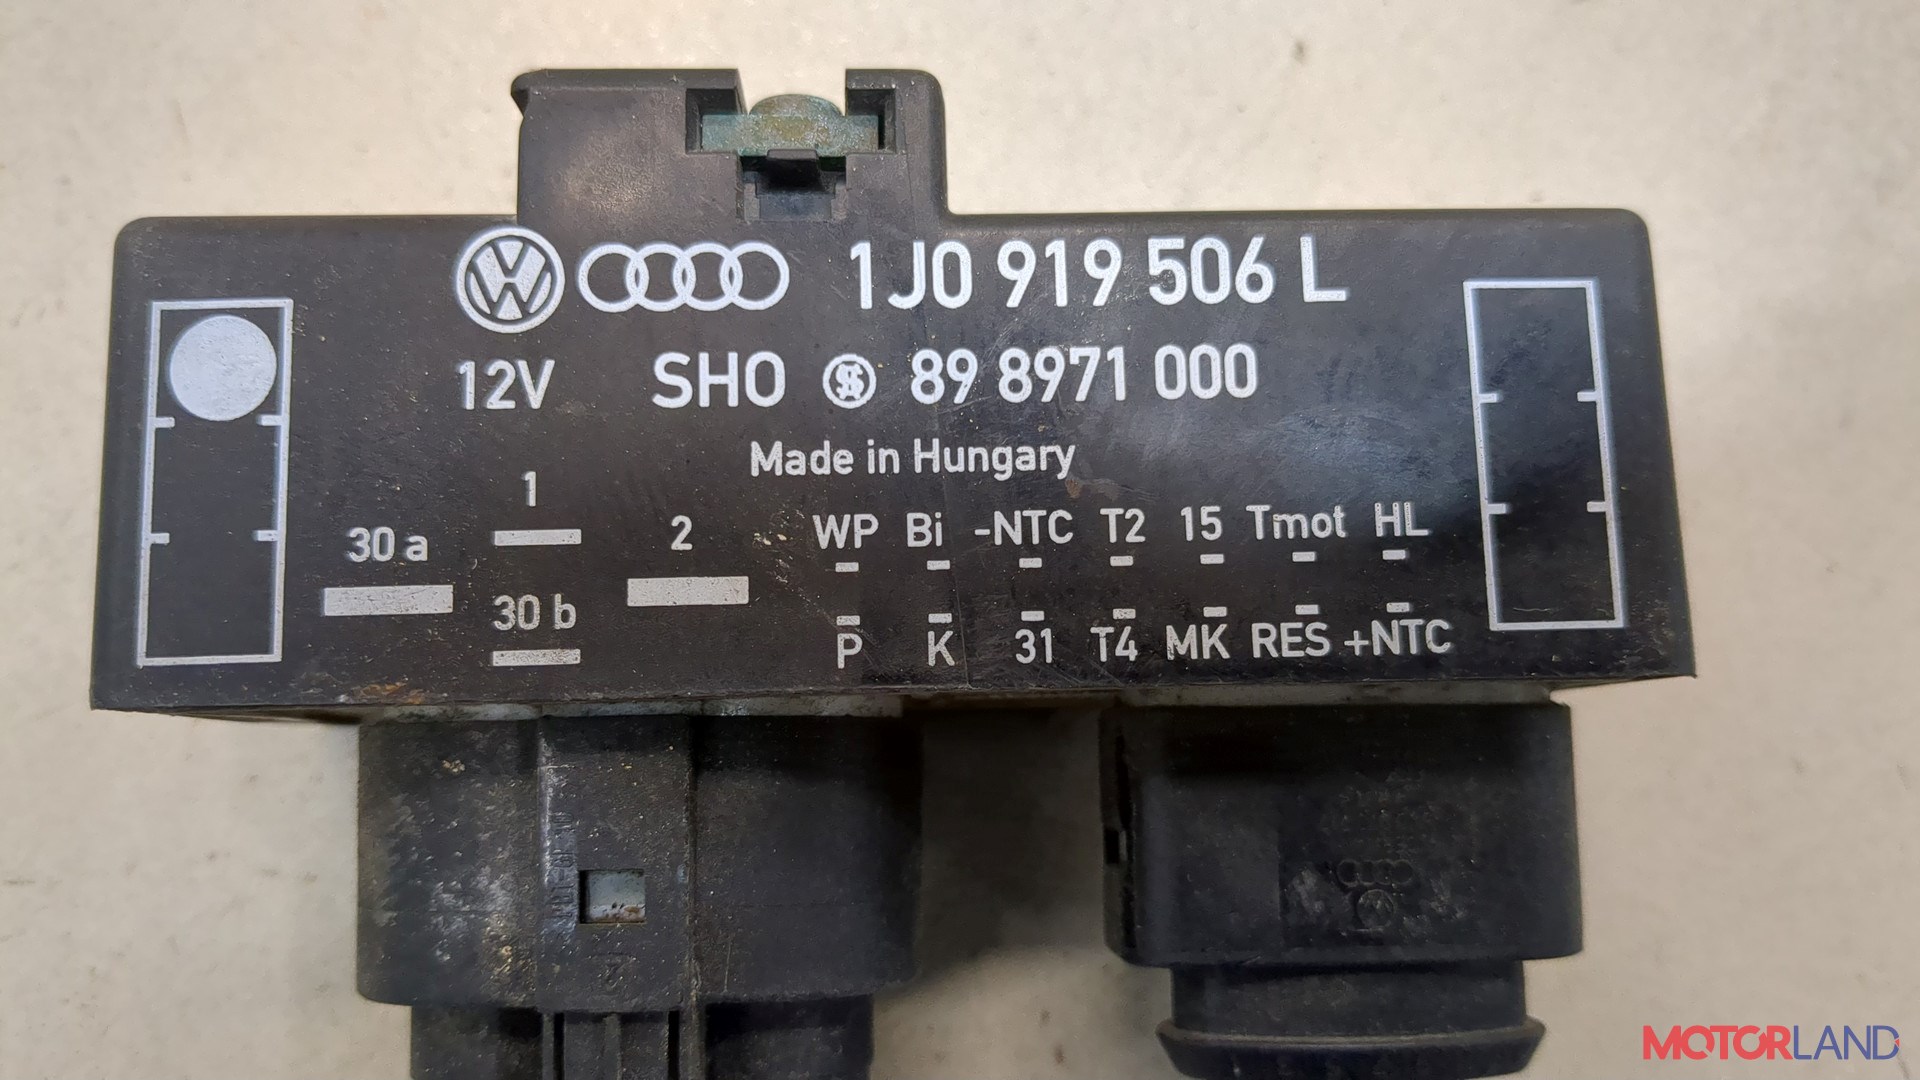 1J0 919 506 L
12V SHO 89 8971 000
Made in Hungary
1
30 a
2
30 b
WP Bi -NTC T2 15 Tmot HL
P K 31 T4 MK RES +NTC
MOTORLAND